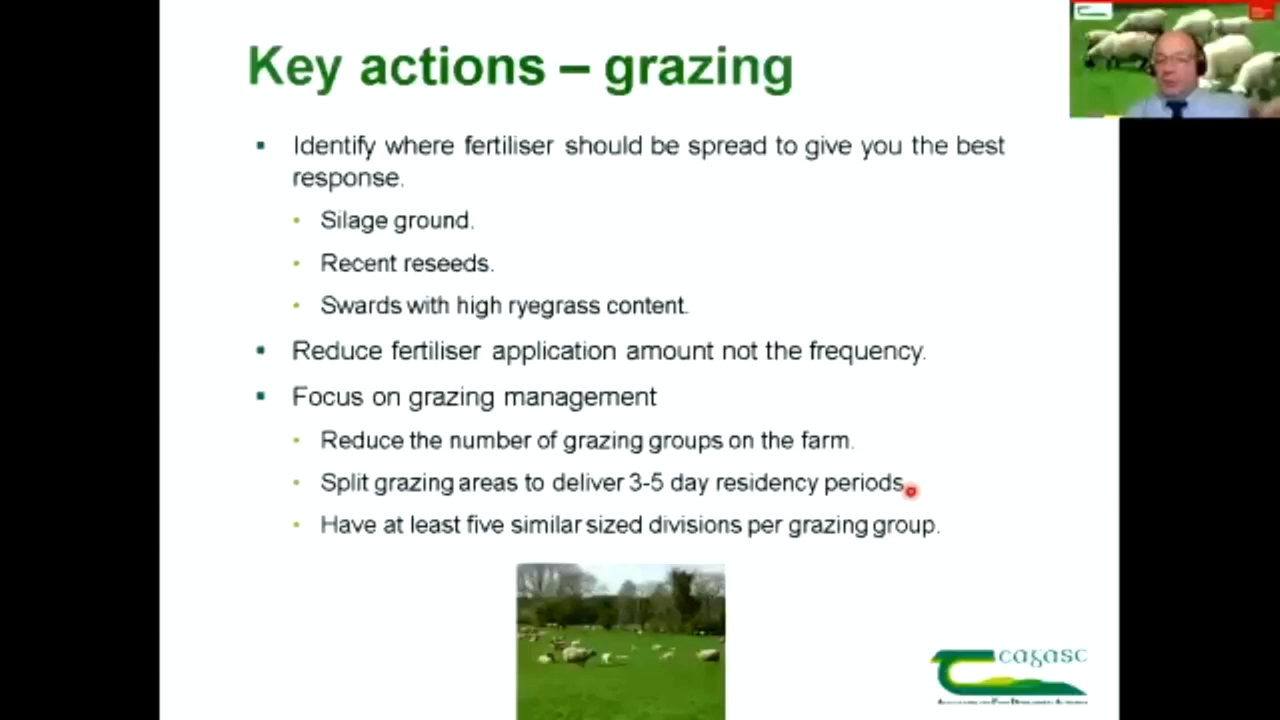 Key actions – grazing
Identify where fertiliser should be spread to give you the best
response.
Silage ground.
Recent reseeds.
Swards with high ryegrass content.
Reduce fertiliser application amount not the frequency.
Focus on grazing management
Reduce the number of grazing groups on the farm.
Split grazing areas to deliver 3-5 day residency periods.
Have at least five similar sized divisions per grazing group.
eagasc